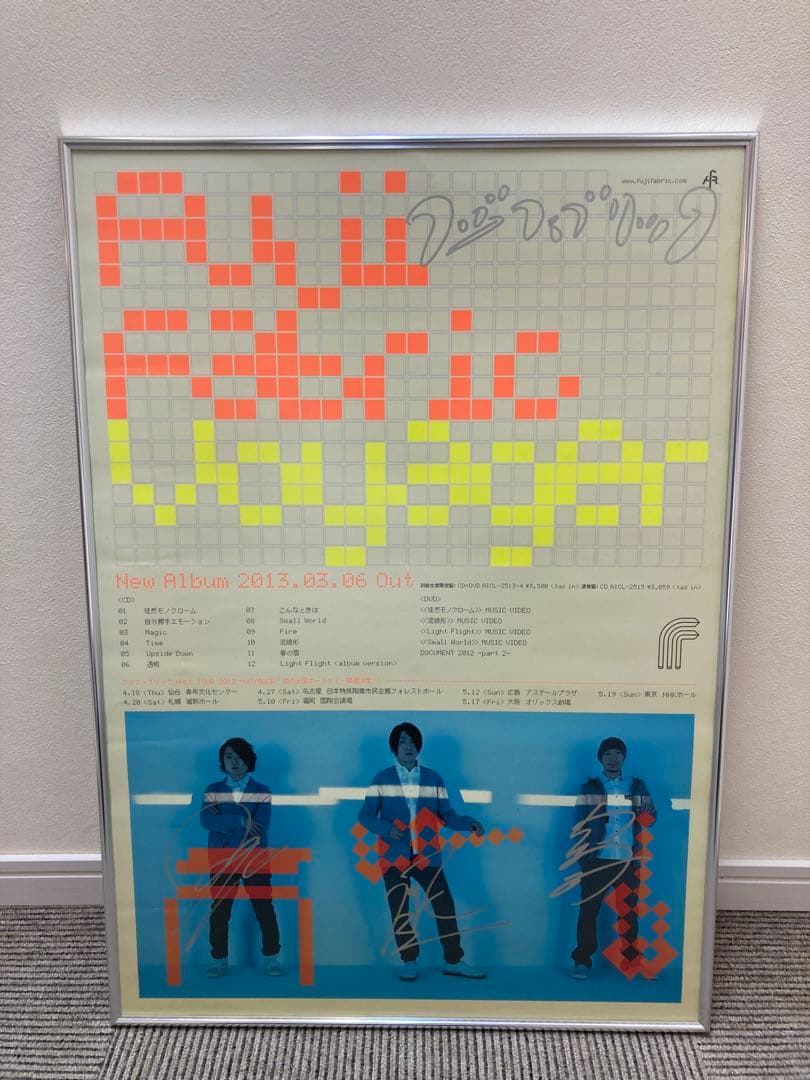 www.fujifabric.com
フジファブリック
Fuji
Fabric
Voyager
New Album 2013.03.06 Out 初回生産限定盤: CD+DVD AICL-2513~4 ¥3,500 (tax in) 通常盤: CD AICL-2515 ¥3,059 (tax in)
<CD>
01 徒然モノクローム
02 自分勝手エモーション
03 Magic
04 Time
05 Upside Down
06 透明
07 こんなときは
08 Small World
09 Fire
10 流線形
11 春の雪
12 Light Flight (album version)
<DVD>
<<徒然モノクローム>> MUSIC VIDEO
<<流線形>> MUSIC VIDEO
<<Light Flight>> MUSIC VIDEO
<<Small World>> MUSIC VIDEO
DOCUMENT 2012 ~part 2~
4.18 (Thu) 仙台 青年文化センター
4.20 (Sat) 札幌 道新ホール
4.27 (Sat) 名古屋 日本特殊陶業市民会館フォレストホール
5.10 (Fri) 福岡 国際会議場
5.12 (Sun) 広島 アステールプラザ
5.17 (Fri) 大阪 オリックス劇場
5.19 (Sun) 東京 NHKホール